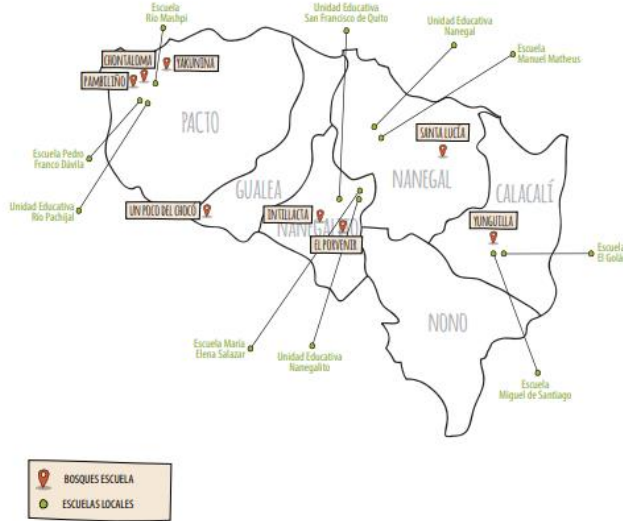 Escuela
Río Mashpi
Unidad Educativa
San Francisco de Quito
Unidad Educativa
Nanegal
Escuela
Manuel Matheus
CHONTALOMA
YAKUNINA
PAMBELIÑO
PACTO
SANTA LUCÍA
Escuela Pedro
Franco Dávila
NANEGAL
CALACALÍ
GUALEA
Unidad Educativa
Río Pachijal
UN POCO DEL CHOCÓ
INTILLACTA
NANEGALITO
EL PORVENIR
YUNGUILLA
Escuela
El Golán
NONO
Escuela María
Elena Salazar
Unidad Educativa
Nanegalito
Escuela
Miguel de Santiago
BOSQUES ESCUELA
ESCUELAS LOCALES